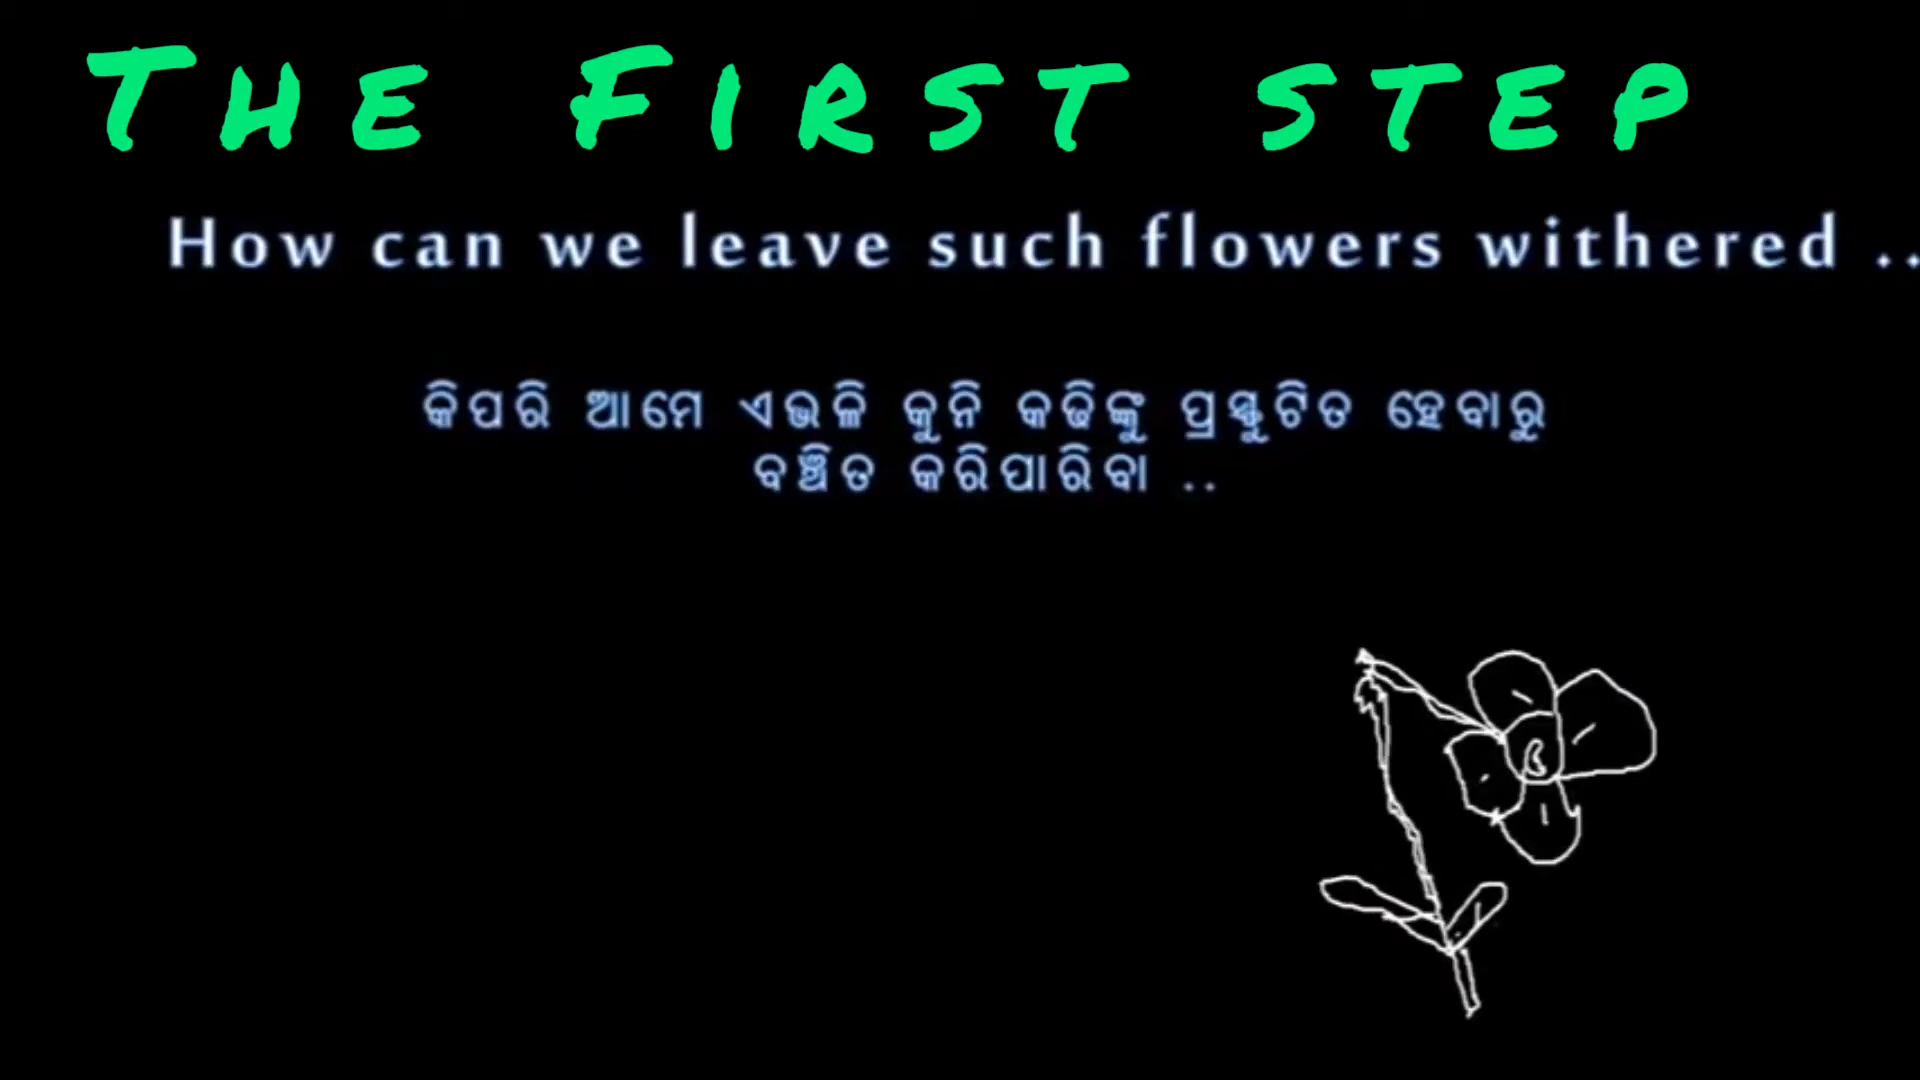 The First step
How can we leave such flowers withered ..
କିପରି ଆମେ ଏଭଳି କୁନି କଢିଙ୍କୁ ପ୍ରସ୍ଫୁଟିତ ହେବାରୁ
ବଞ୍ଚିତ କରିପାରିବା ..